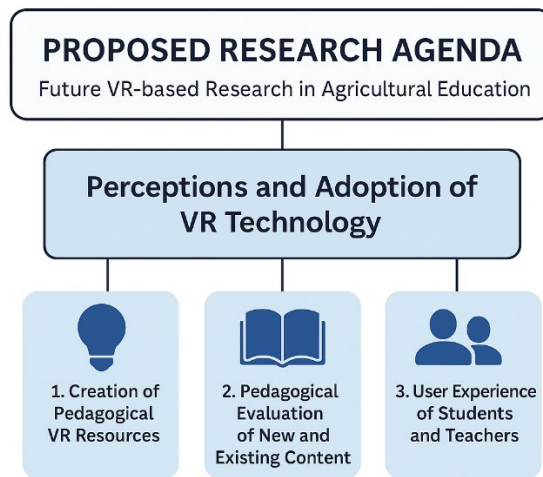 PROPOSED RESEARCH AGENDA
Future VR-based Research in Agricultural Education
Perceptions and Adoption of
VR Technology
1. Creation of
Pedagogical
VR Resources
2. Pedagogical
Evaluation
of New and
Existing Content
3. User Experience
of Students
and Teachers